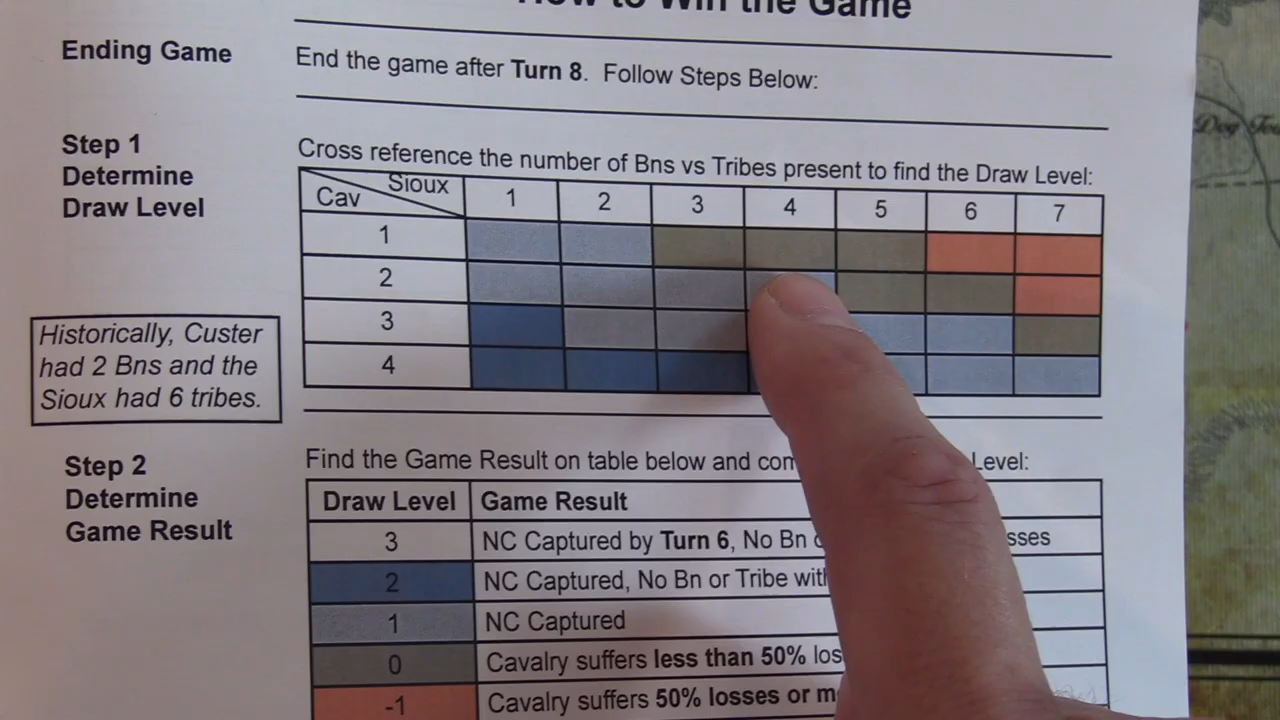 How to Win the Game
Ending Game
End the game after Turn 8. Follow Steps Below:
Step 1
Determine
Draw Level
Cross reference the number of Bns vs Tribes present to find the Draw Level:
Sioux
Cav
1 2 3 4 5 6 7
1
2
3
4
Historically, Custer
had 2 Bns and the
Sioux had 6 tribes.
Step 2
Determine
Game Result
Find the Game Result on table below and Level:
Draw Level Game Result
3 NC Captured by Turn 6, No Bn
2 NC Captured, No Bn or Tribe
1 NC Captured
0 Cavalry suffers less than 50%
-1 Cavalry suffers 50% losses or